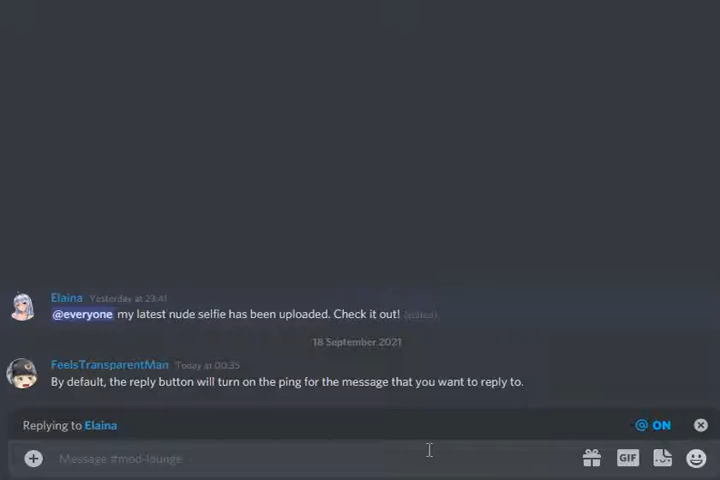 Elaina Yesterday at 23:41
@everyone my latest nude selfie has been uploaded. Check it out! (edited)
18 September 2021
FeelsTransparentMan Today at 00:35
By default, the reply button will turn on the ping for the message that you want to reply to.
Replying to Elaina @ ON
Message #mod-lounge GIF